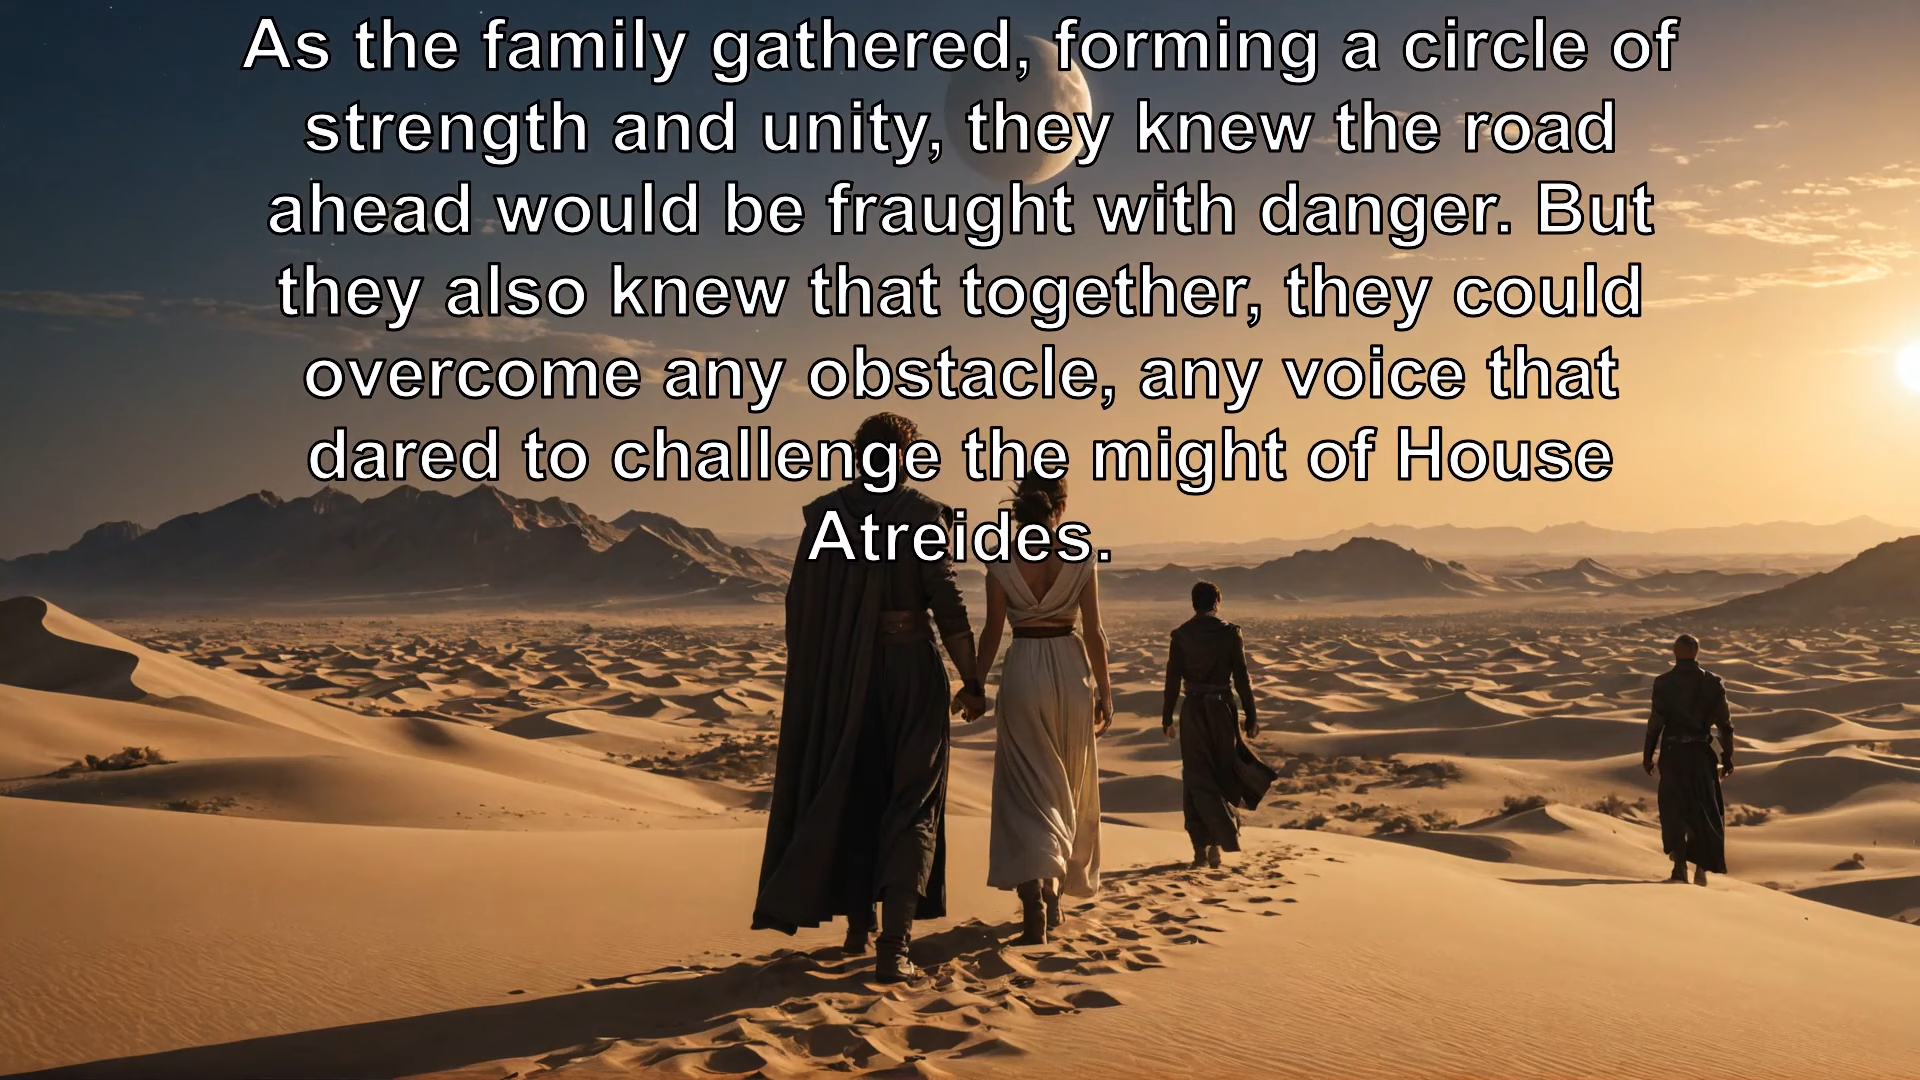 As the family gathered, forming a circle of
strength and unity, they knew the road
ahead would be fraught with danger. But
they also knew that together, they could
overcome any obstacle, any voice that
dared to challenge the might of House
Atreides.